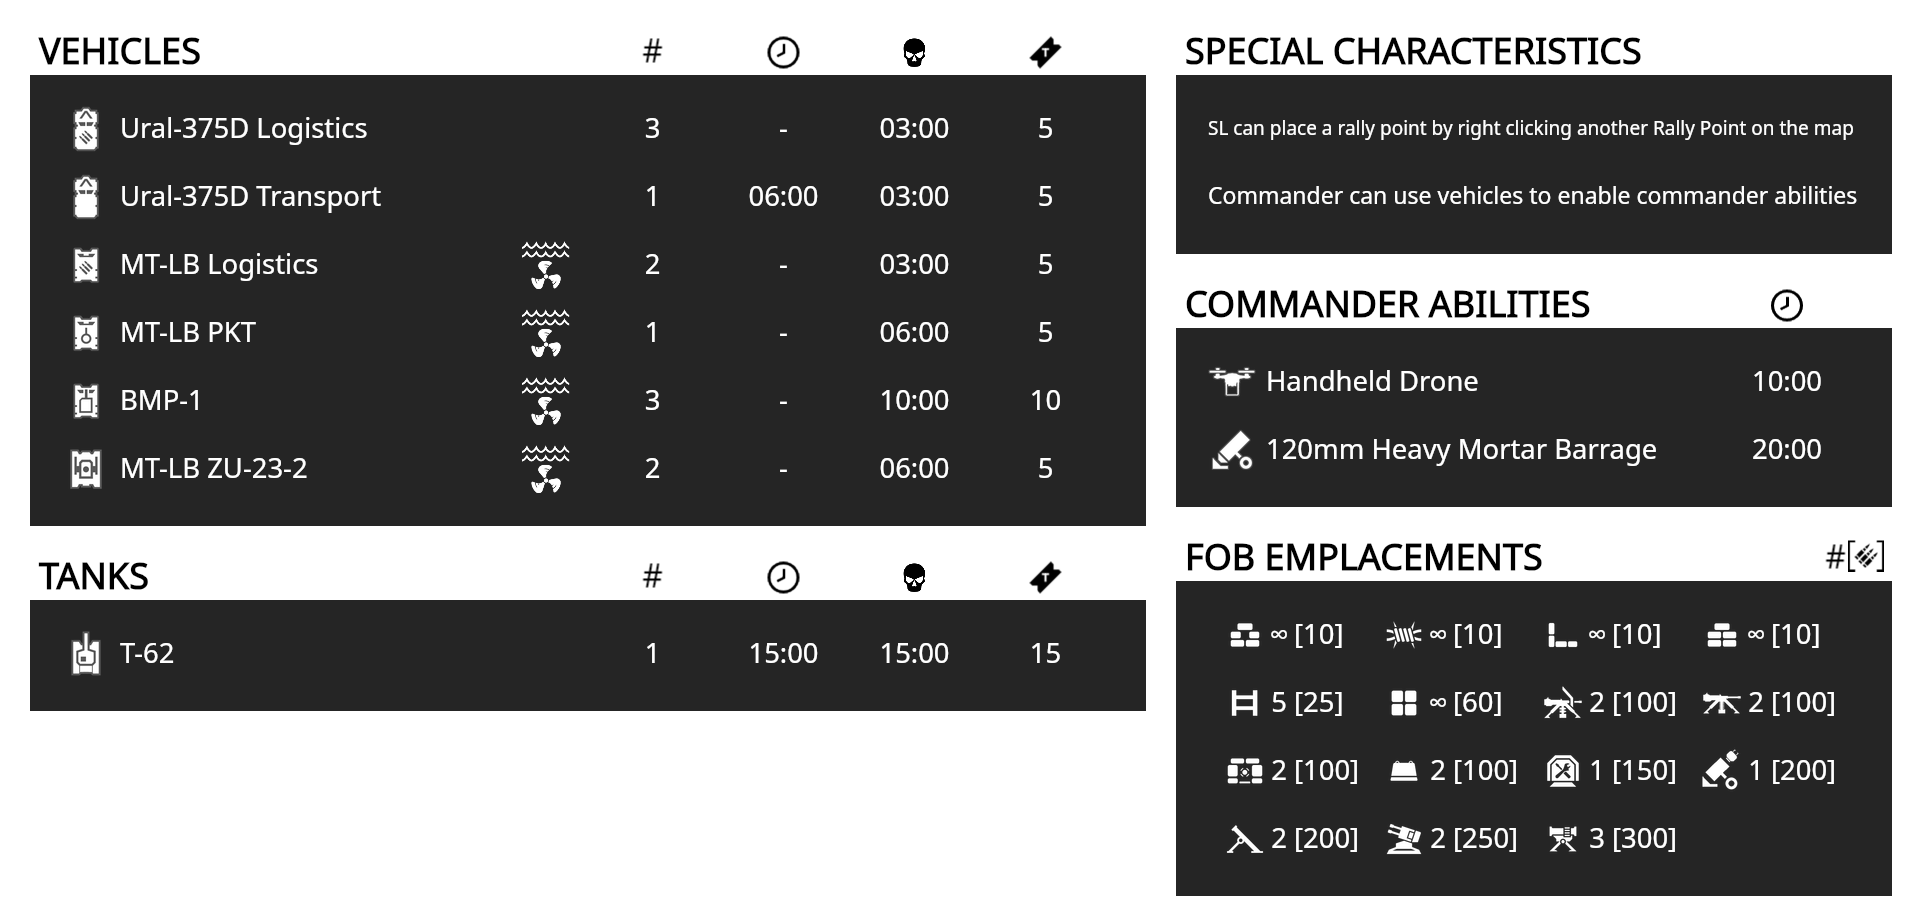 VEHICLES #
Ural-375D Logistics 3 - 03:00 5
Ural-375D Transport 1 06:00 03:00 5
MT-LB Logistics 2 - 03:00 5
MT-LB PKT 1 - 06:00 5
BMP-1 3 - 10:00 10
MT-LB ZU-23-2 2 - 06:00 5
TANKS #
T-62 1 15:00 15:00 15
SPECIAL CHARACTERISTICS
SL can place a rally point by right clicking another Rally Point on the map
Commander can use vehicles to enable commander abilities
COMMANDER ABILITIES
Handheld Drone 10:00
120mm Heavy Mortar Barrage 20:00
FOB EMPLACEMENTS #[]
∞ [10] ∞ [10] ∞ [10] ∞ [10]
5 [25] ∞ [60] 2 [100] 2 [100]
2 [100] 2 [100] 1 [150] 1 [200]
2 [200] 2 [250] 3 [300]